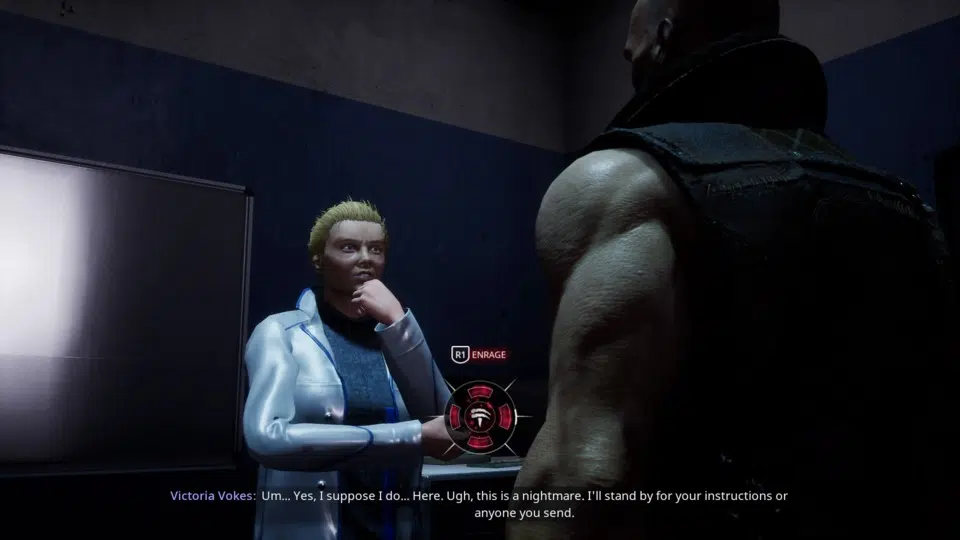 R1 ENRAGE
Victoria Vokes: Um... Yes, I suppose I do... Here. Ugh, this is a nightmare. I'll stand by for your instructions or
anyone you send.